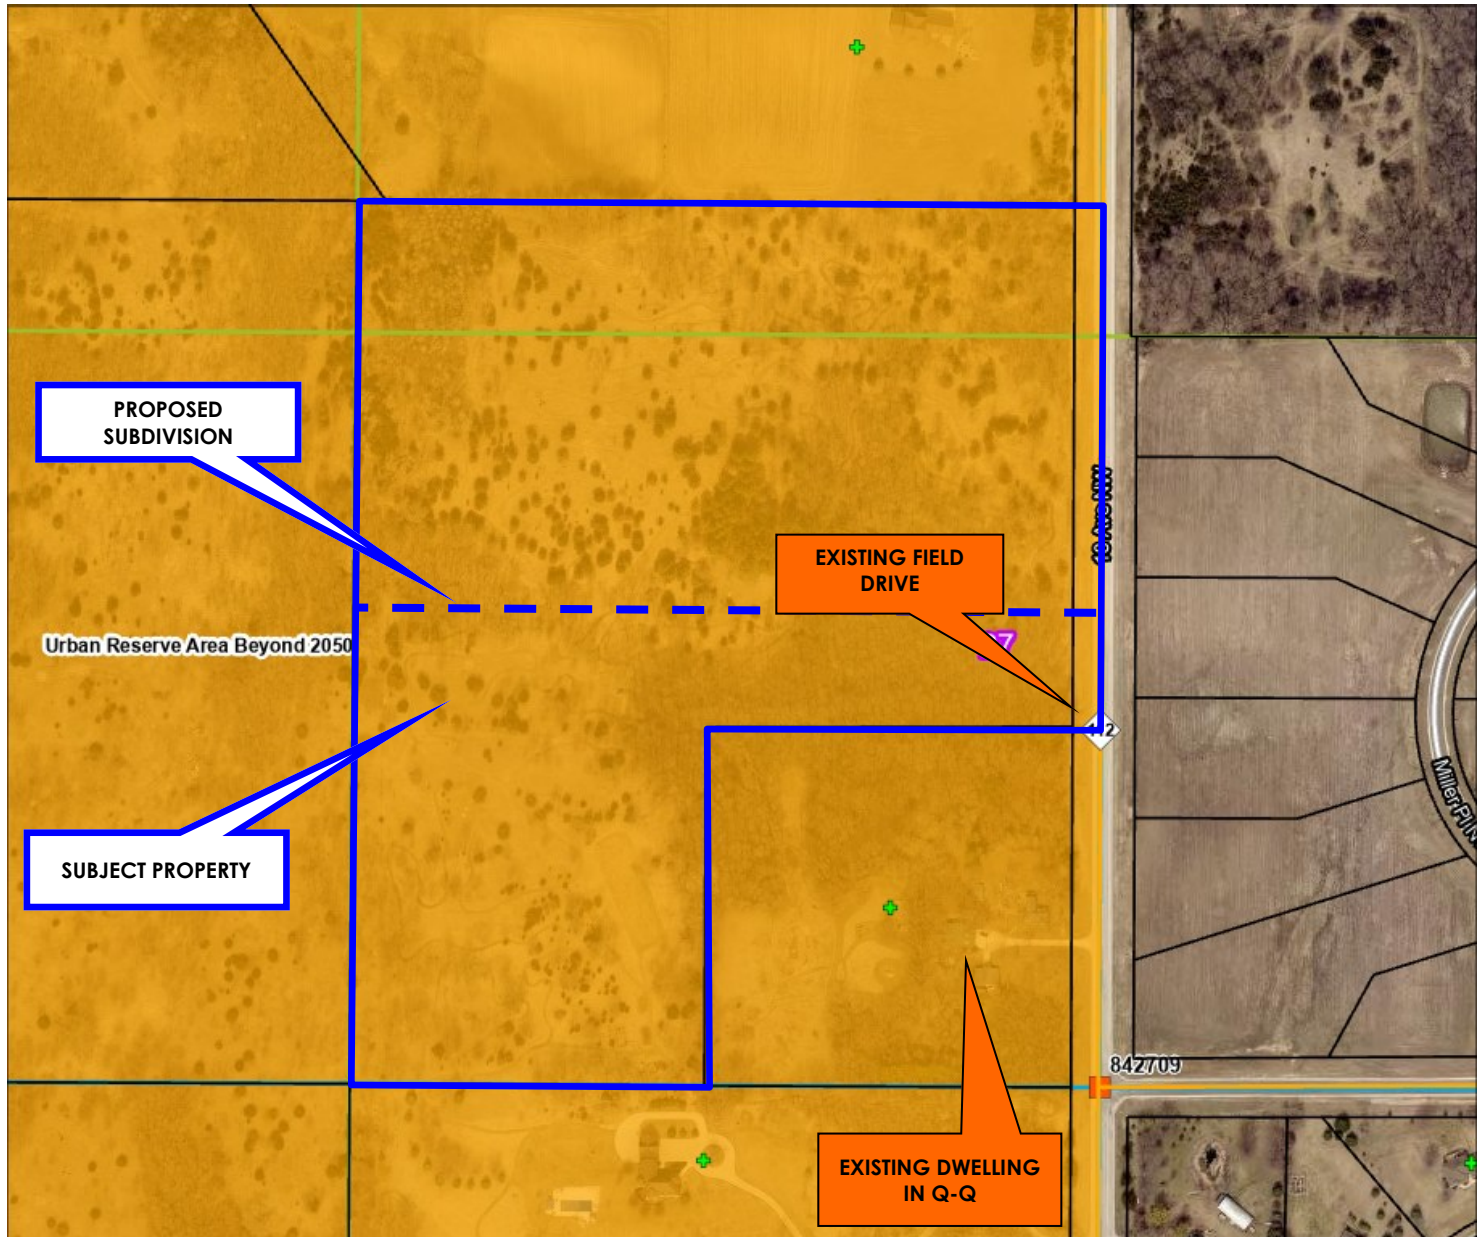 PROPOSED
SUBDIVISION
EXISTING FIELD
DRIVE
Urban Reserve Area Beyond 2050
SUBJECT PROPERTY
842709
EXISTING DWELLING
IN Q-Q